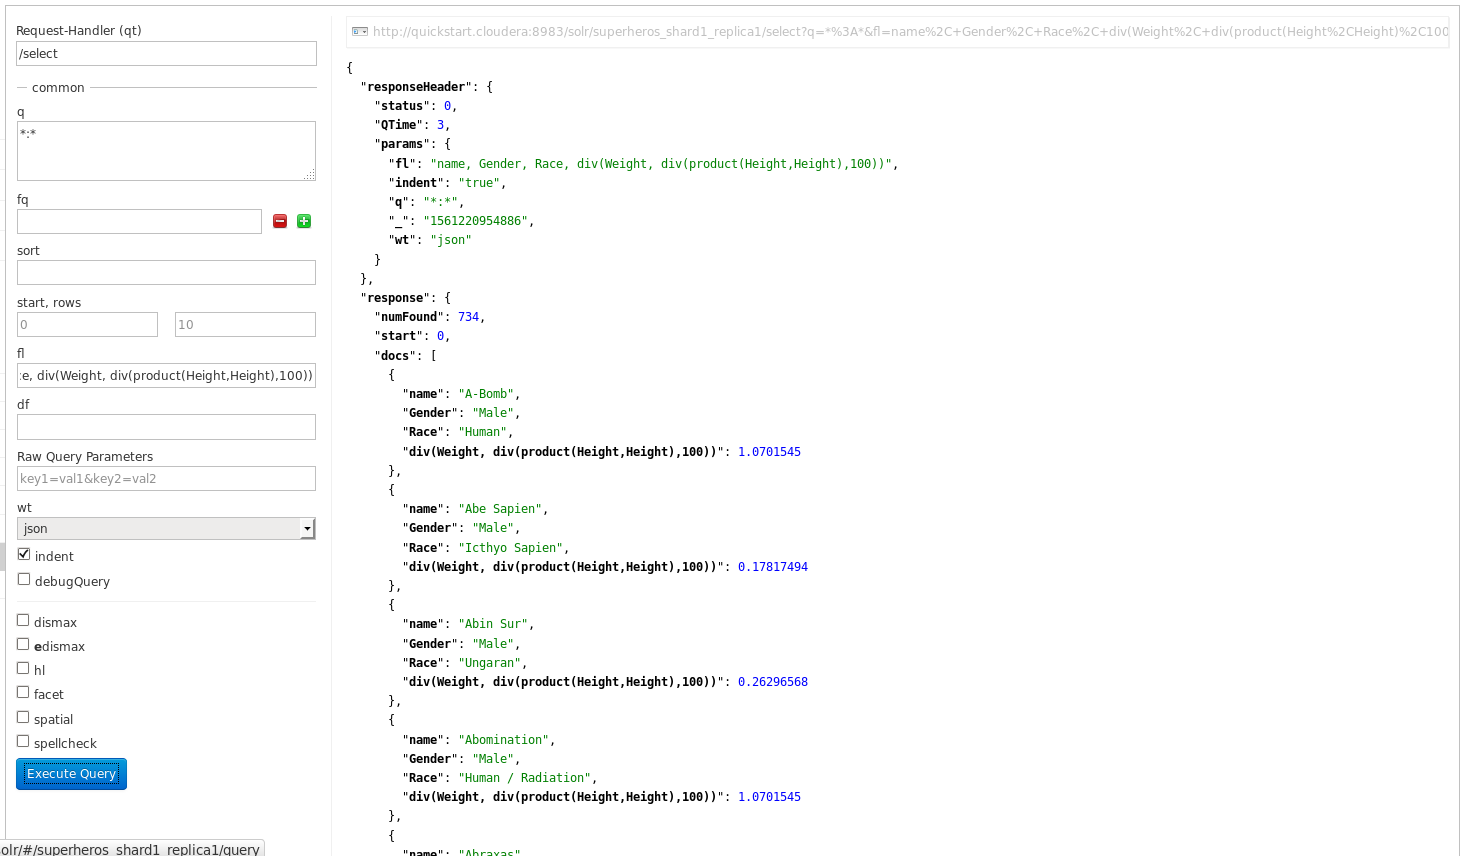 Request-Handler (qt)
/select
common
q
*:*
fq
sort
start, rows
0 10
fl
e, div(Weight, div(product(Height,Height),100))
df
Raw Query Parameters
key1=val1&key2=val2
wt
json
indent
debugQuery
dismax
edismax
hl
facet
spatial
spellcheck
Execute Query
olr/#/superheros_shard1_replica1/query
http://quickstart.cloudera:8983/solr/superheros_shard1_replica1/select?q=*%3A*&fl=name%2C+Gender%2C+Race%2C+div(Weight%2C+div(product(Height%2CHeight)%2C100
{
"responseHeader": {
"status": 0,
"QTime": 3,
"params": {
"fl": "name, Gender, Race, div(Weight, div(product(Height,Height),100))",
"indent": "true",
"q": "*:*",
"_": "1561220954886",
"wt": "json"
}
},
"response": {
"numFound": 734,
"start": 0,
"docs": [
{
"name": "A-Bomb",
"Gender": "Male",
"Race": "Human",
"div(Weight, div(product(Height,Height),100))": 1.0701545
},
{
"name": "Abe Sapien",
"Gender": "Male",
"Race": "Icthyo Sapien",
"div(Weight, div(product(Height,Height),100))": 0.17817494
},
{
"name": "Abin Sur",
"Gender": "Male",
"Race": "Ungaran",
"div(Weight, div(product(Height,Height),100))": 0.26296568
},
{
"name": "Abomination",
"Gender": "Male",
"Race": "Human / Radiation",
"div(Weight, div(product(Height,Height),100))": 1.0701545
},
{
"name": "Abraxas"